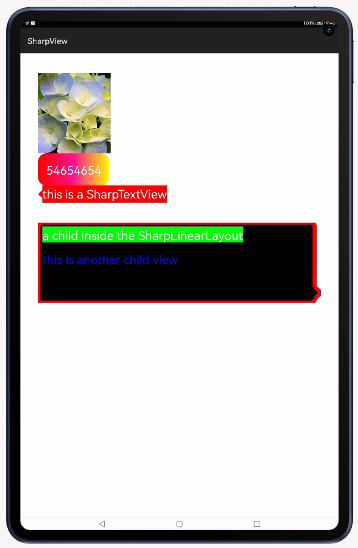 SharpView
54654654
this is a SharpTextView
a child inside the SharpLinearLayout
this is another child view